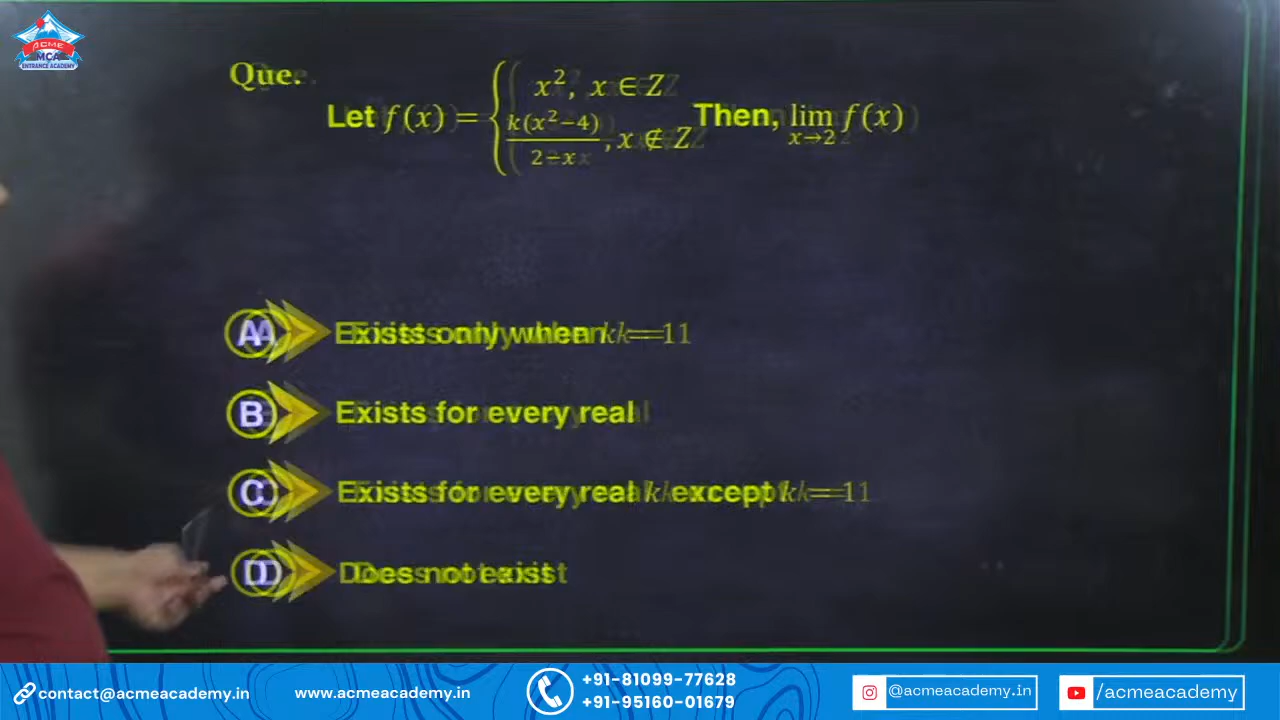 ACME
MCA
ENTRANCE ACADEMY
Que.
Let f(x) = { x², x ∈ Z
k(x²−4)/2−x, x ∉ Z Then, lim x→2 f(x)
A Exists only when k = 1
B Exists for every real
C Exists for every real k except k = 1
D Does not exist
contact@acmeacademy.in www.acmeacademy.in +91-81099-77628
+91-95160-01679
@acmeacademy.in /acmeacademy